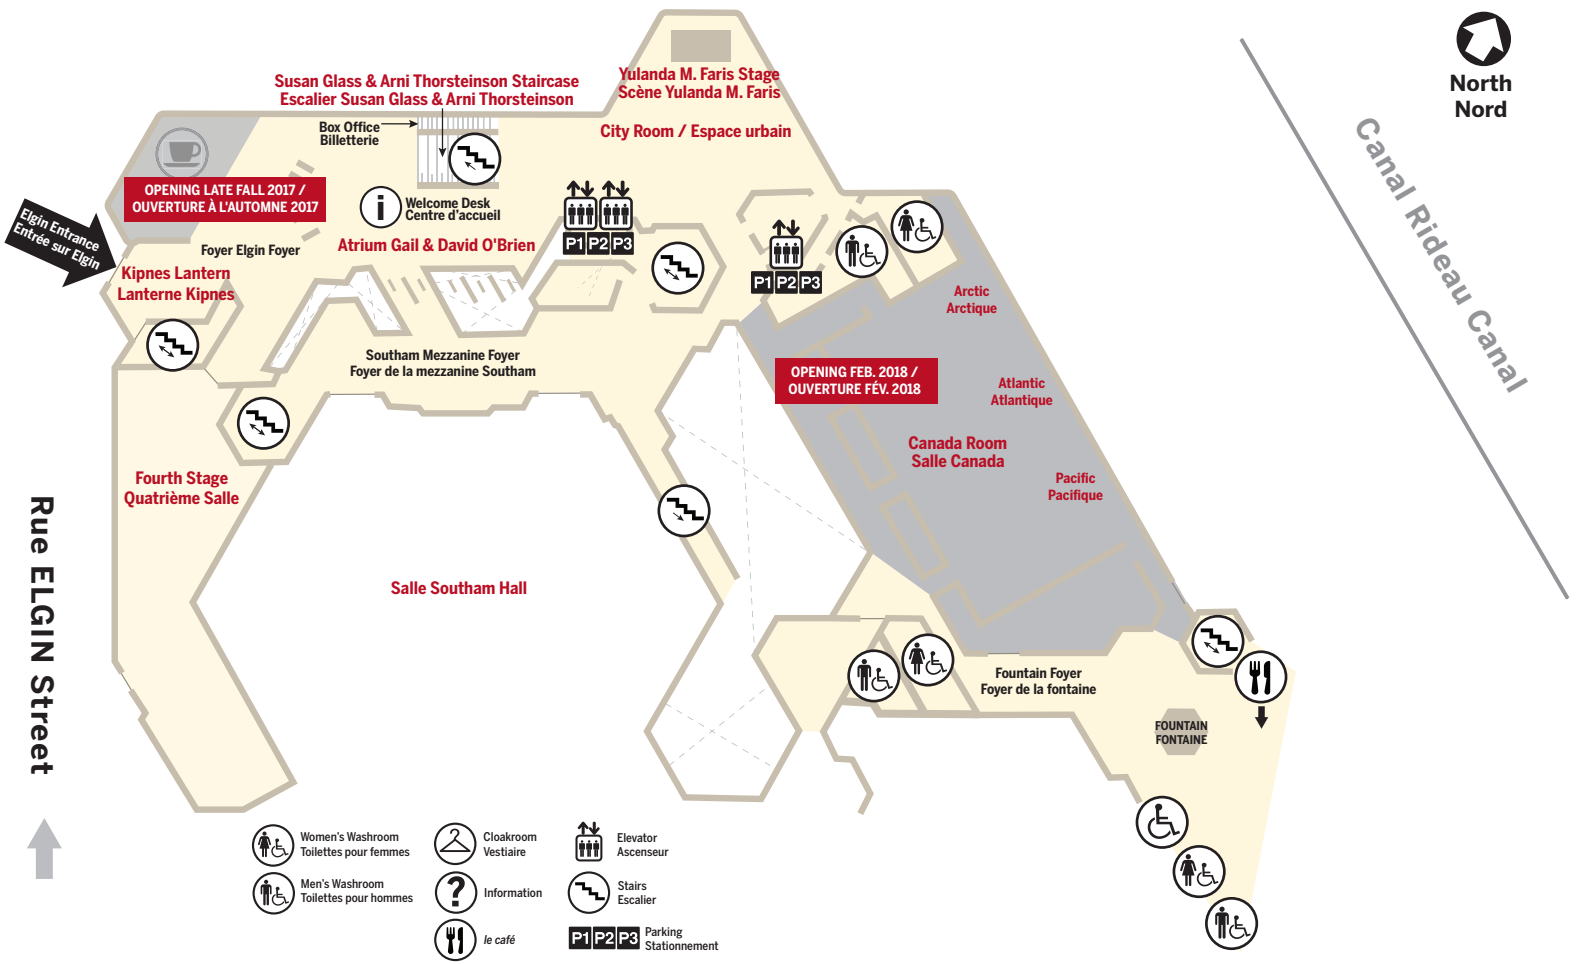 Susan Glass & Arni Thorsteinson Staircase
Escalier Susan Glass & Arni Thorsteinson
Yulanda M. Faris Stage
Scène Yulanda M. Faris
North
Nord
Box Office
Billetterie
City Room / Espace urbain
Canal Rideau Canal
OPENING LATE FALL 2017 /
OUVERTURE À L'AUTOMNE 2017
i
Welcome Desk
Centre d'accueil
Elgin Entrance
Entrée sur Elgin
Foyer Elgin Foyer
Atrium Gail & David O'Brien
P1 P2 P3
Kipnes Lantern
Lanterne Kipnes
P1 P2 P3
Arctic
Arctique
Southam Mezzanine Foyer
Foyer de la mezzanine Southam
OPENING FEB. 2018 /
OUVERTURE FÉV. 2018
Atlantic
Atlantique
Canada Room
Salle Canada
Fourth Stage
Quatrième Salle
Pacific
Pacifique
Rue ELGIN Street
Salle Southam Hall
Fountain Foyer
Foyer de la fontaine
FOUNTAIN
FONTAINE
Women's Washroom
Toilettes pour femmes
Men's Washroom
Toilettes pour hommes
Cloakroom
Vestiaire
?
Information
le café
Elevator
Ascenseur
Stairs
Escalier
P1 P2 P3
Parking
Stationnement